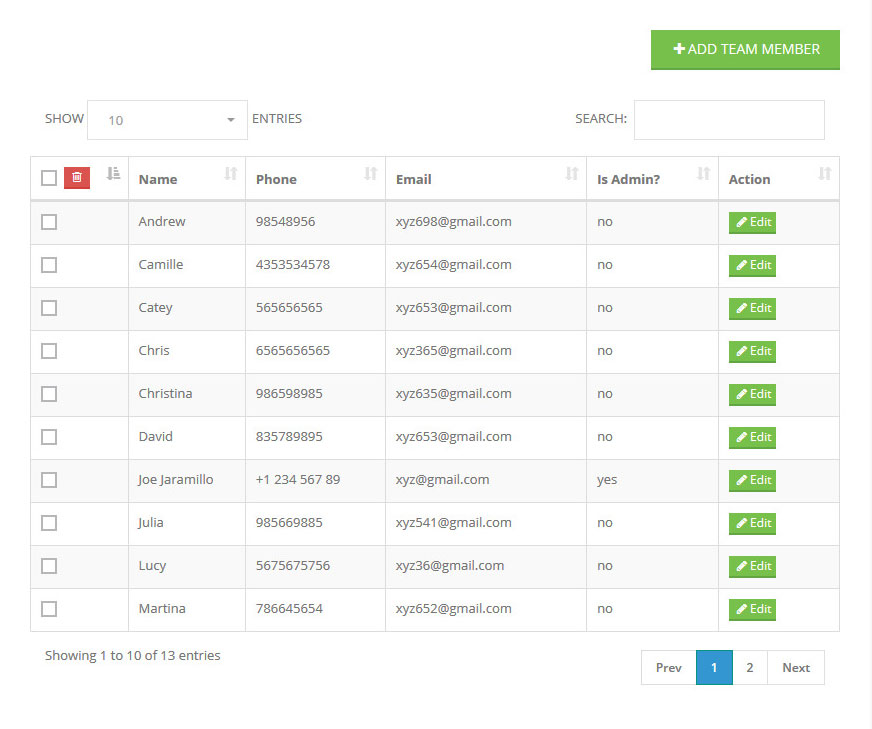 ADD TEAM MEMBER
SHOW 10 ENTRIES SEARCH:
Name Phone Email Is Admin? Action
Andrew 98548956 xyz698@gmail.com no Edit
Camille 4353534578 xyz654@gmail.com no Edit
Catey 565656565 xyz653@gmail.com no Edit
Chris 6565656565 xyz365@gmail.com no Edit
Christina 986598985 xyz635@gmail.com no Edit
David 835789895 xyz653@gmail.com no Edit
Joe Jaramillo +1 234 567 89 xyz@gmail.com yes Edit
Julia 985669885 xyz541@gmail.com no Edit
Lucy 5675675756 xyz36@gmail.com no Edit
Martina 786645654 xyz652@gmail.com no Edit
Showing 1 to 10 of 13 entries
Prev 1 2 Next